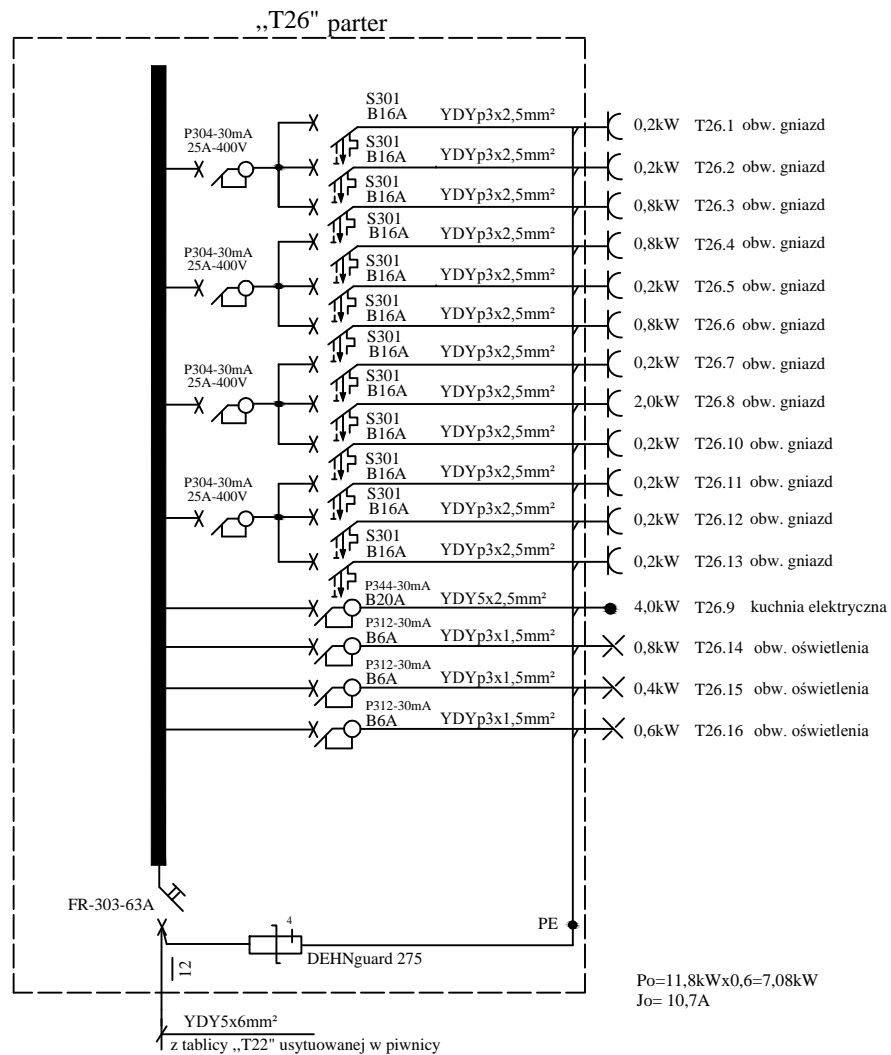 ,,T26" parter
S301
B16A YDYp3x2,5mm² 0,2kW T26.1 obw. gniazd
P304-30mA
25A-400V
S301
B16A YDYp3x2,5mm² 0,2kW T26.2 obw. gniazd
S301
B16A YDYp3x2,5mm² 0,8kW T26.3 obw. gniazd
S301
B16A YDYp3x2,5mm² 0,8kW T26.4 obw. gniazd
P304-30mA
25A-400V
S301
B16A YDYp3x2,5mm² 0,2kW T26.5 obw. gniazd
S301
B16A YDYp3x2,5mm² 0,8kW T26.6 obw. gniazd
S301
B16A YDYp3x2,5mm² 0,2kW T26.7 obw. gniazd
P304-30mA
25A-400V
S301
B16A YDYp3x2,5mm² 2,0kW T26.8 obw. gniazd
S301
B16A YDYp3x2,5mm² 0,2kW T26.10 obw. gniazd
S301
B16A YDYp3x2,5mm² 0,2kW T26.11 obw. gniazd
P304-30mA
25A-400V
S301
B16A YDYp3x2,5mm² 0,2kW T26.12 obw. gniazd
S301
B16A YDYp3x2,5mm² 0,2kW T26.13 obw. gniazd
P344-30mA
B20A YDY5x2,5mm² 4,0kW T26.9 kuchnia elektryczna
P312-30mA
B6A YDYp3x1,5mm² 0,8kW T26.14 obw. oświetlenia
P312-30mA
B6A YDYp3x1,5mm² 0,4kW T26.15 obw. oświetlenia
P312-30mA
B6A YDYp3x1,5mm² 0,6kW T26.16 obw. oświetlenia
FR-303-63A
PE
4
DEHNguard 275
12
Po=11,8kWx0,6=7,08kW
Jo= 10,7A
YDY5x6mm²
z tablicy ,,T22" usytuowanej w piwnicy